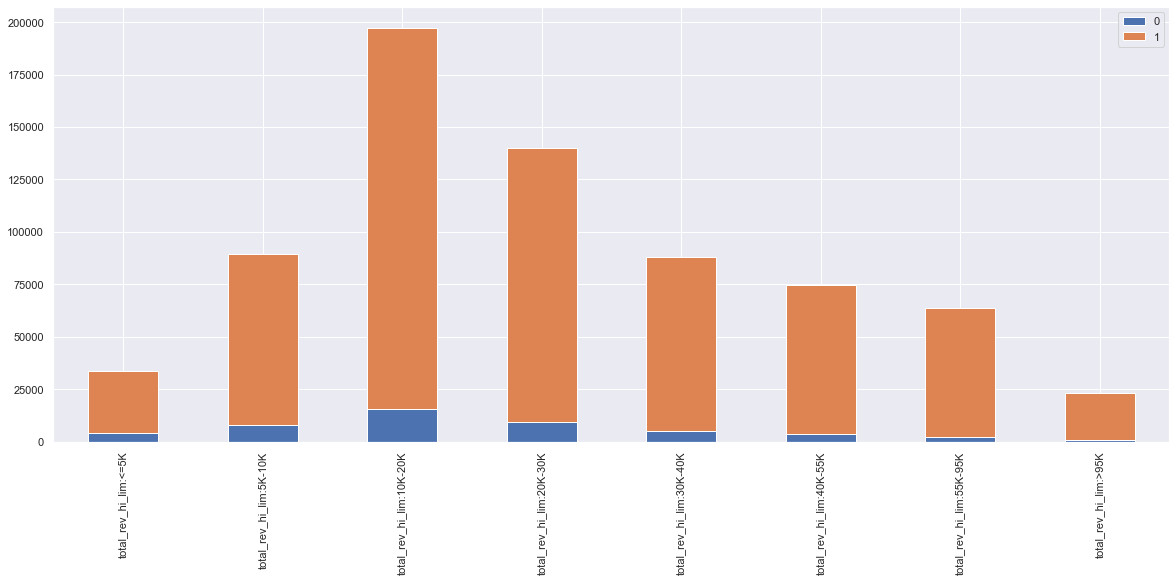 200000
175000
150000
125000
100000
75000
50000
25000
0
0
1
total_rev_hi_lim:<=5K
total_rev_hi_lim:5K-10K
total_rev_hi_lim:10K-20K
total_rev_hi_lim:20K-30K
total_rev_hi_lim:30K-40K
total_rev_hi_lim:40K-55K
total_rev_hi_lim:55K-95K
total_rev_hi_lim:>95K